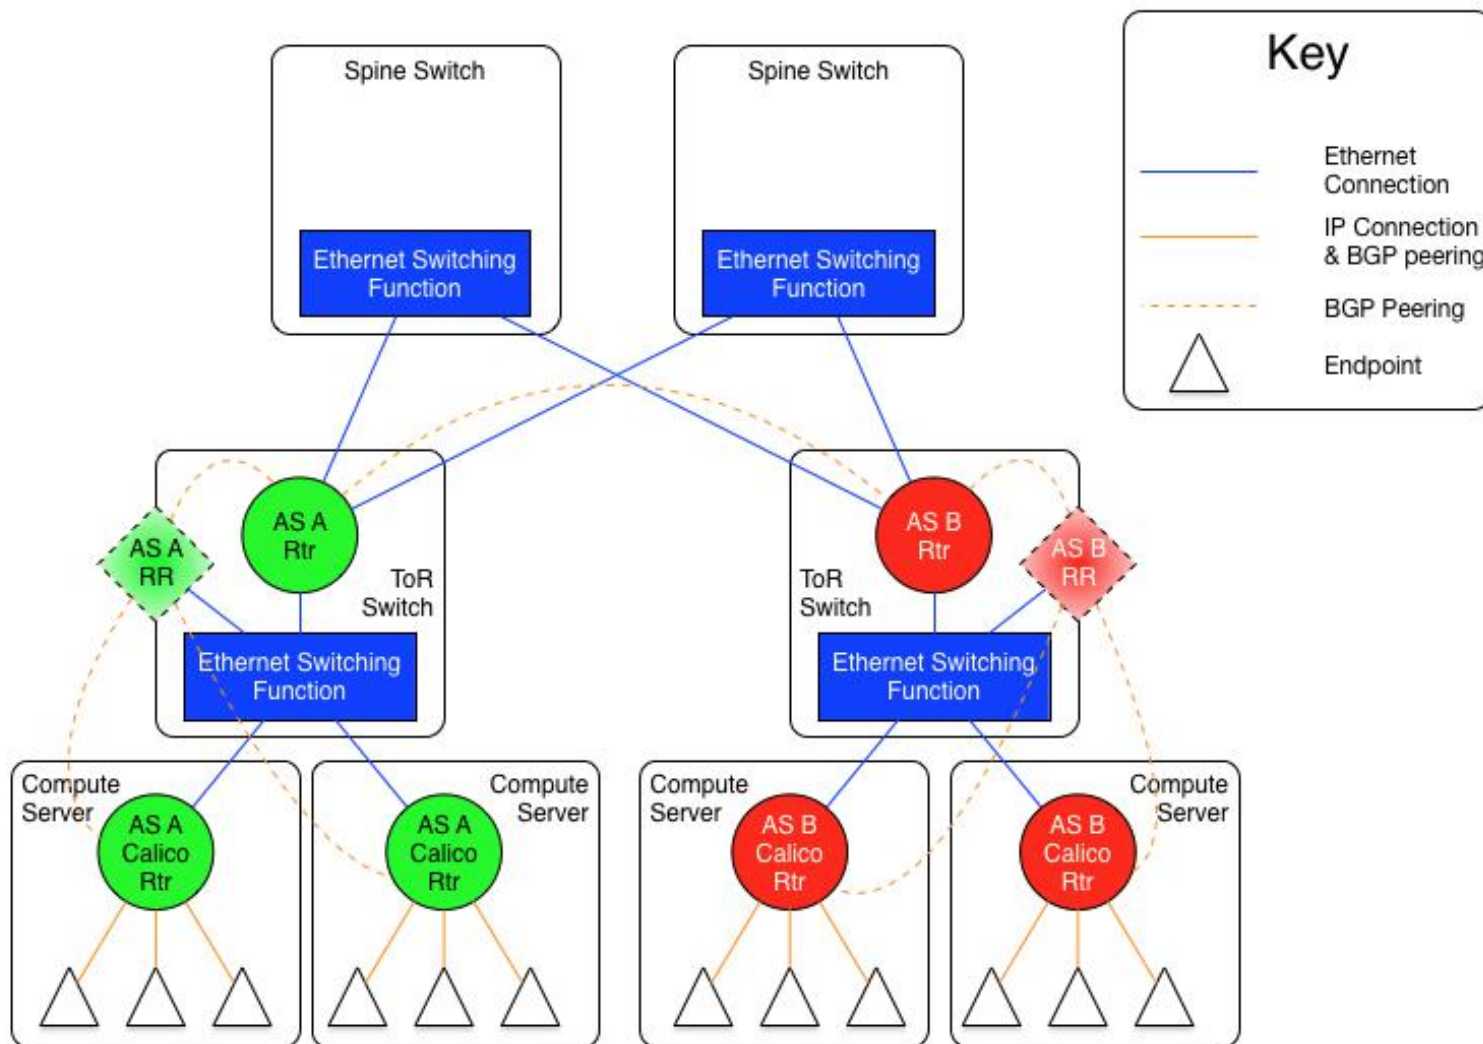 Spine Switch
Spine Switch
Key
Ethernet
Connection
IP Connection
& BGP peering
BGP Peering
Endpoint
Ethernet Switching
Function
Ethernet Switching
Function
AS A
Rtr
AS A
RR
ToR
Switch
Ethernet Switching
Function
AS B
Rtr
AS B
RR
ToR
Switch
Ethernet Switching
Function
Compute
Server
AS A
Calico
Rtr
Compute
Server
AS A
Calico
Rtr
Compute
Server
AS B
Calico
Rtr
Compute
Server
AS B
Calico
Rtr